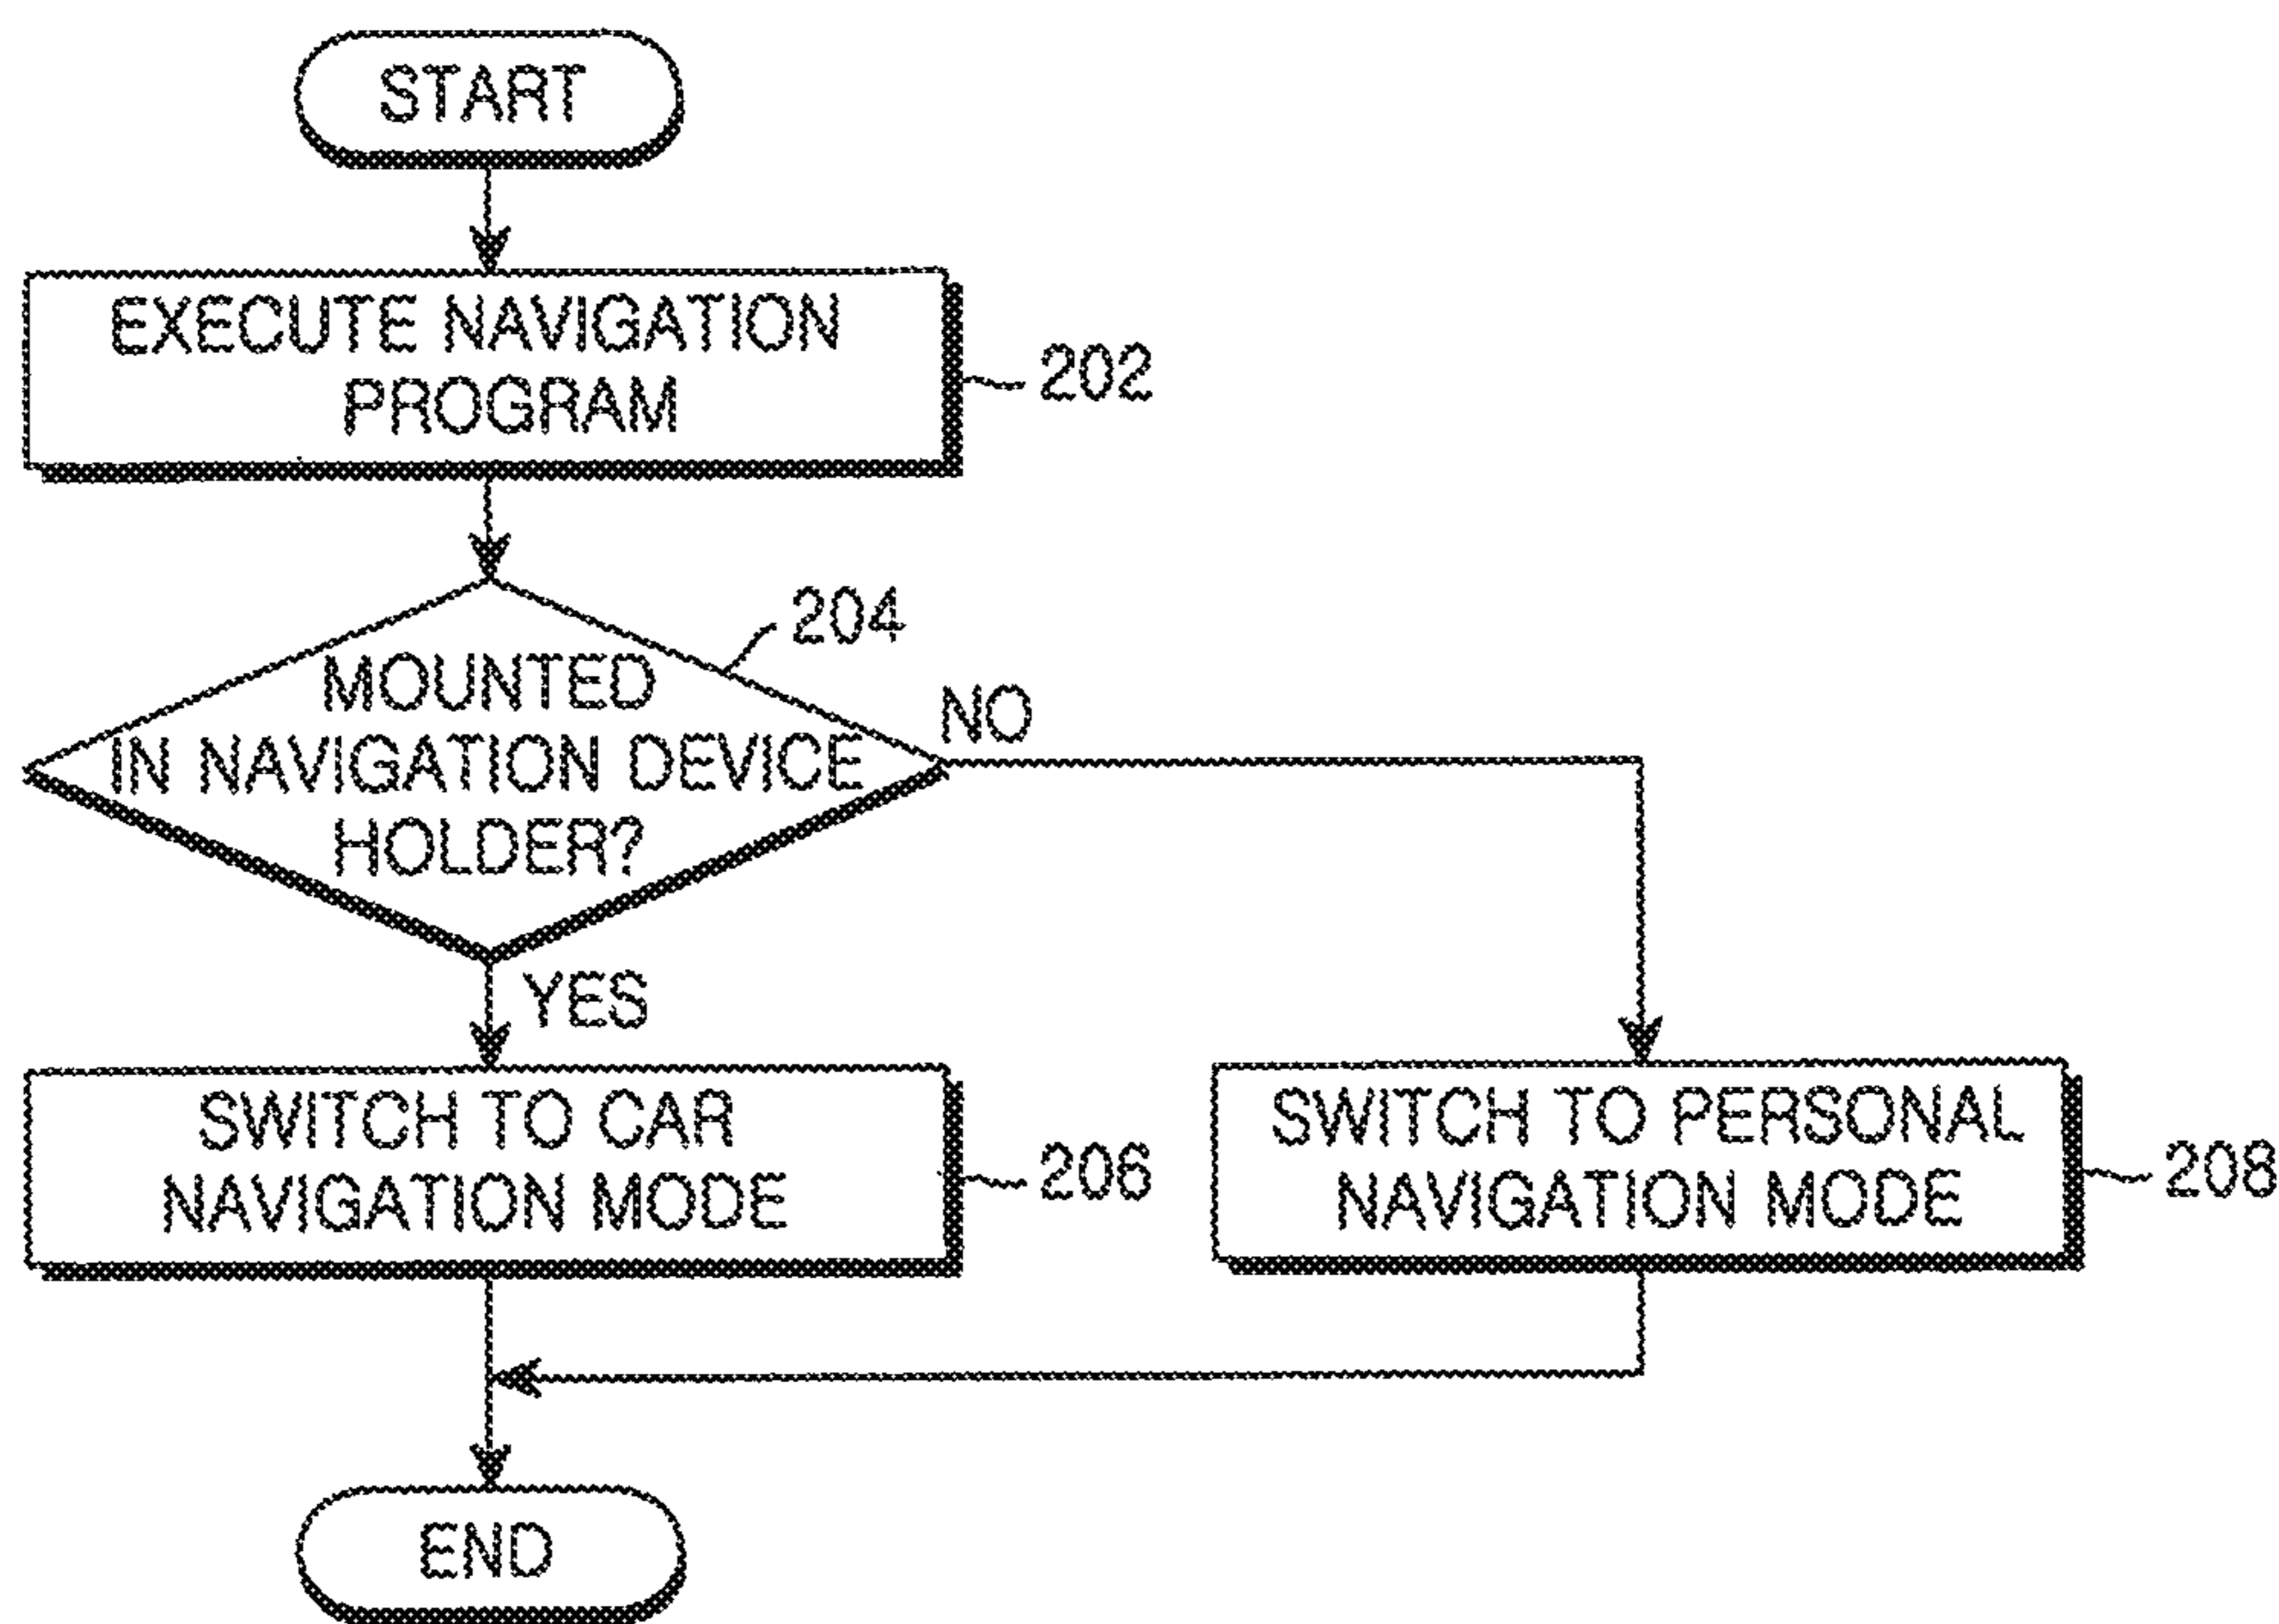 START
EXECUTE NAVIGATION
PROGRAM
202
204
MOUNTED
IN NAVIGATION DEVICE
HOLDER?
NO
YES
SWITCH TO CAR
NAVIGATION MODE
206
SWITCH TO PERSONAL
NAVIGATION MODE
208
END